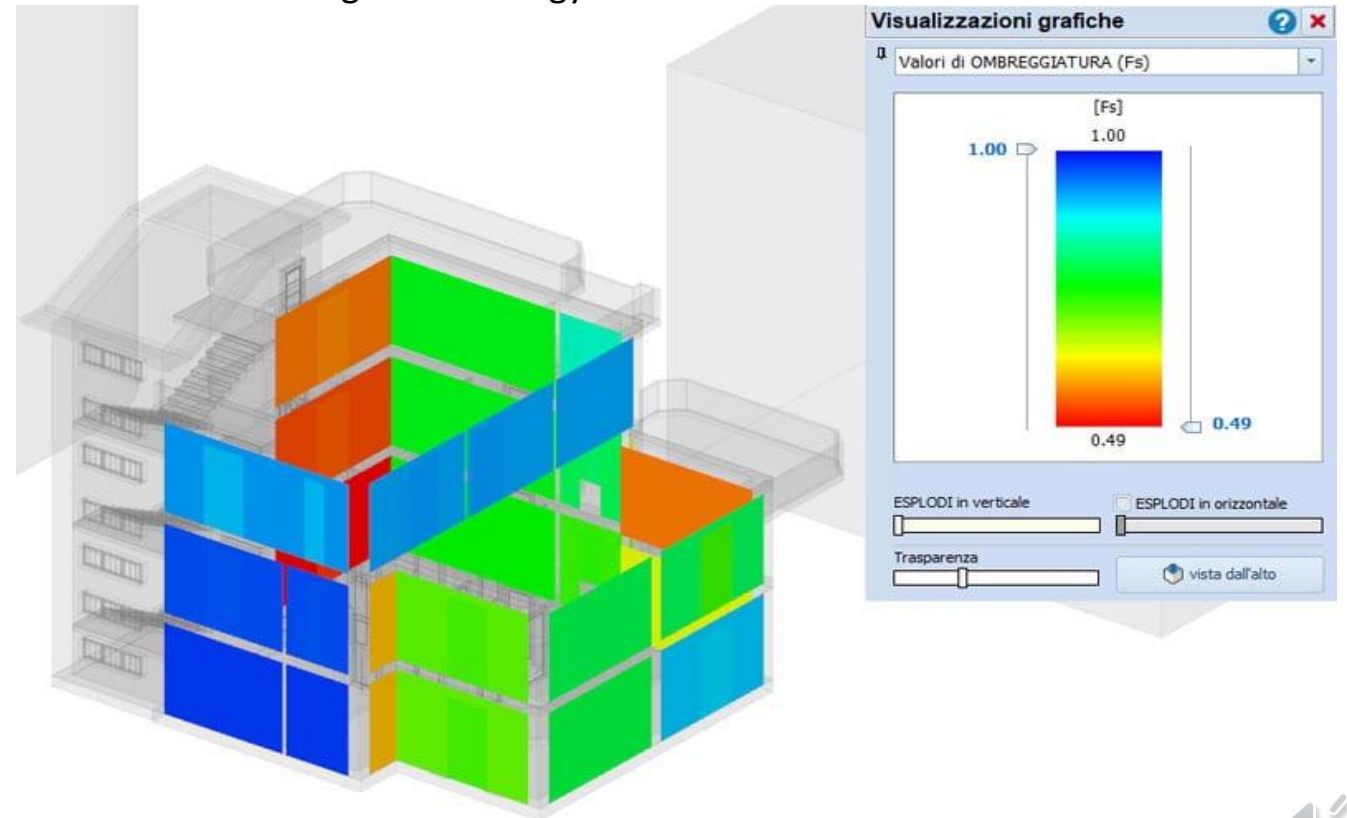 Visualizzazioni grafiche
Valori di OMBREGGIATURA (Fs)
[Fs]
1.00
1.00
0.49
0.49
ESPLODI in verticale
ESPLODI in orizzontale
Trasparenza
vista dall'alto